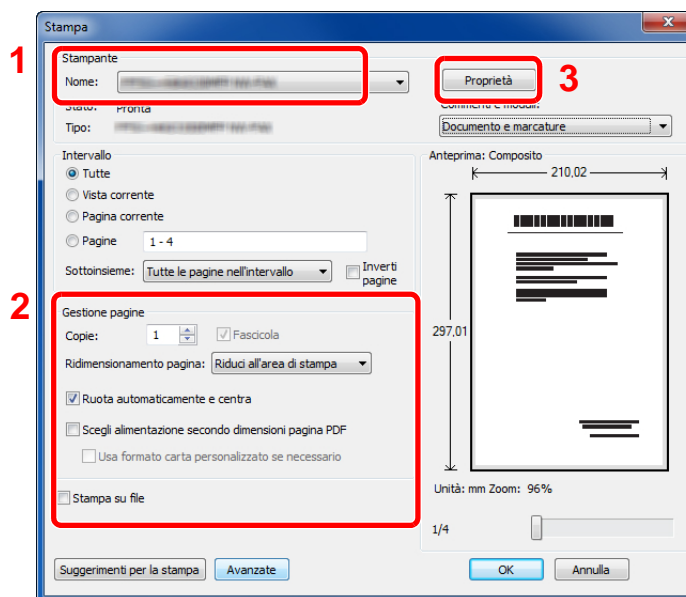 Stampa
1
Stampante
Nome:
Proprietà
3
Stato: Pronta
Commenti e moduli:
Tipo:
Documento e marcature
Intervallo
Tutte
Vista corrente
Pagina corrente
Pagine 1 - 4
Sottoinsieme: Tutte le pagine nell'intervallo
Inverti
pagine
Anteprima: Composito
210,02
297,01
2
Gestione pagine
Copie: 1 Fascicola
Ridimensionamento pagina: Riduci all'area di stampa
Ruota automaticamente e centra
Scegli alimentazione secondo dimensioni pagina PDF
Usa formato carta personalizzato se necessario
Stampa su file
Unità: mm Zoom: 96%
1/4
Suggerimenti per la stampa Avanzate OK Annulla